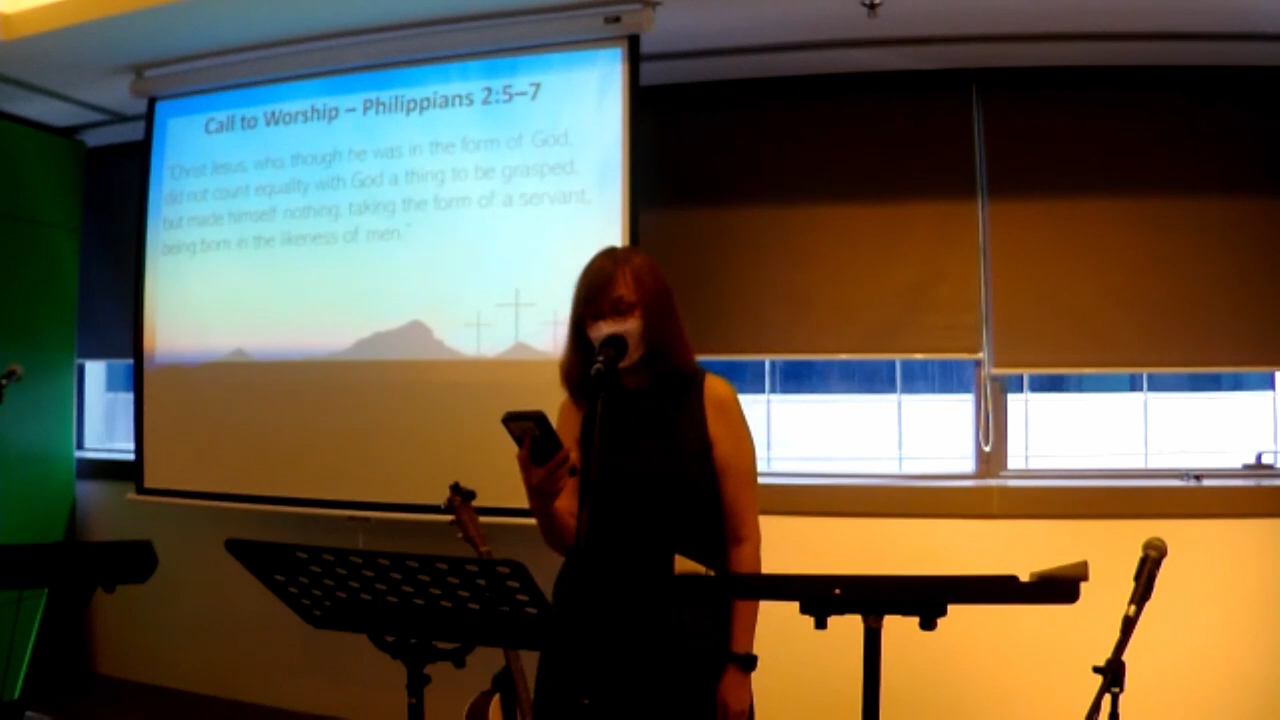 Call to Worship – Philippians 2:5–7
"Christ Jesus, who, though he was in the form of God,
did not count equality with God a thing to be grasped,
but made himself nothing, taking the form of a servant,
being born in the likeness of men."